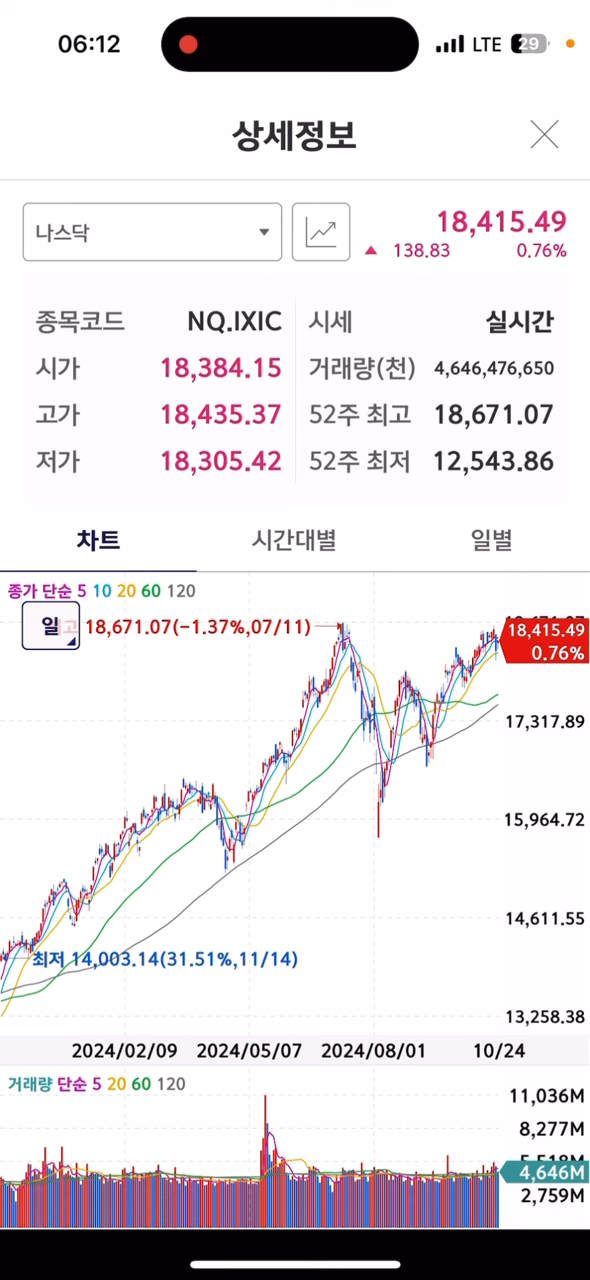 06:12 LTE 29
상세정보
나스닥
18,415.49
▲ 138.83 0.76%
종목코드 NQ.IXIC 시세 실시간
시가 18,384.15 거래량(천) 4,646,476,650
고가 18,435.37 52주 최고 18,671.07
저가 18,305.42 52주 최저 12,543.86
차트 시간대별 일별
종가 단순 5 10 20 60 120
일 18,671.07(-1.37%,07/11)
18,415.49
0.76%
17,317.89
15,964.72
14,611.55
최저 14,003.14(31.51%,11/14)
13,258.38
2024/02/09 2024/05/07 2024/08/01 10/24
거래량 단순 5 20 60 120
11,036M
8,277M
4,646M
2,759M